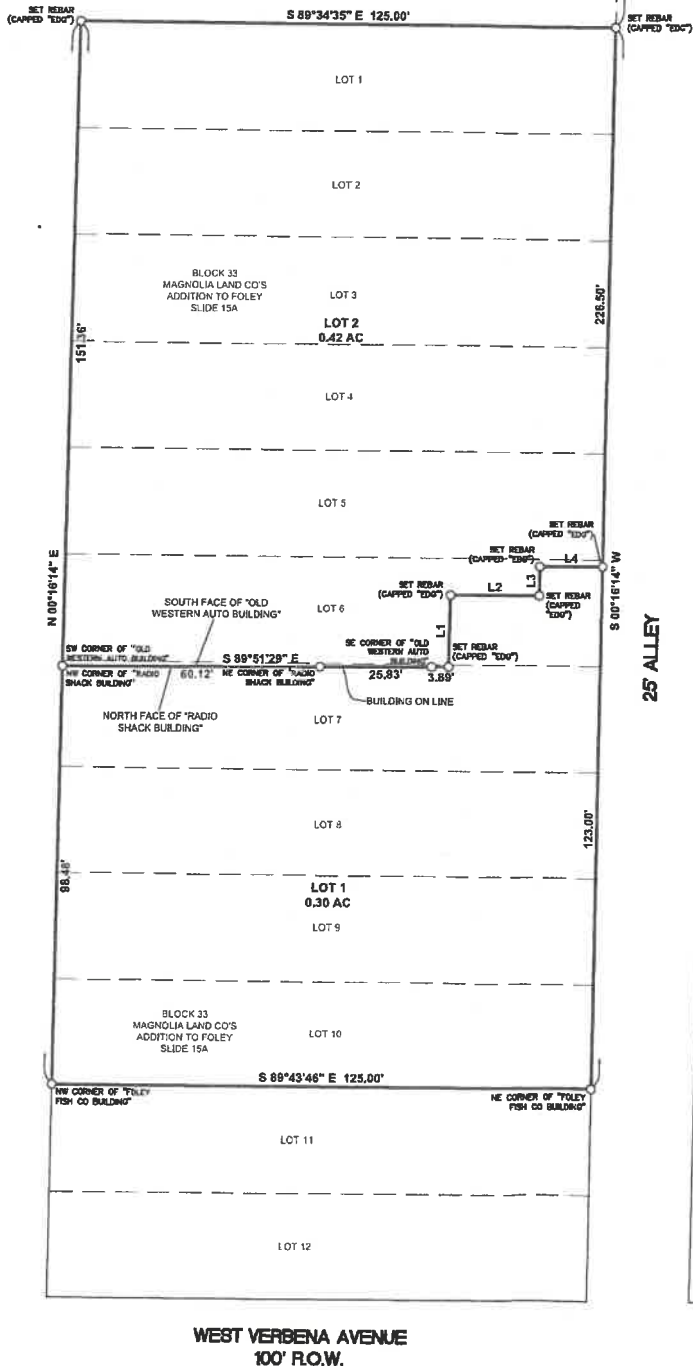 SET REBAR
(CAPPED "EDG")
S 89°34'35" E 125.00'
SET REBAR
(CAPPED "EDG")
LOT 1
LOT 2
BLOCK 33
MAGNOLIA LAND CO'S
ADDITION TO FOLEY
SLIDE 15A
LOT 3
LOT 2
0.42 AC
151.36'
226.50'
LOT 4
LOT 5
SET REBAR
(CAPPED "EDG")
SET REBAR
(CAPPED "EDG")
L4
N 00°16'14" E
S 00°16'14" W
SET REBAR
(CAPPED "EDG")
L2
L3
SET REBAR
(CAPPED
"EDG")
SOUTH FACE OF "OLD
WESTERN AUTO BUILDING"
LOT 6
L1
25' ALLEY
SW CORNER OF "OLD
WESTERN AUTO BUILDING"
S 89°51'29" E
SE CORNER OF "OLD
WESTERN AUTO
BUILDING"
SET REBAR
(CAPPED "EDG")
NW CORNER OF "RADIO
SHACK BUILDING"
60.12'
NE CORNER OF "RADIO
SHACK BUILDING"
25.83'
3.89'
BUILDING ON LINE
NORTH FACE OF "RADIO
SHACK BUILDING"
LOT 7
LOT 8
123.00'
98.48'
LOT 1
0.30 AC
LOT 9
BLOCK 33
MAGNOLIA LAND CO'S
ADDITION TO FOLEY
SLIDE 15A
LOT 10
S 89°43'46" E 125.00'
NW CORNER OF "FOLEY
FISH CO BUILDING"
NE CORNER OF "FOLEY
FISH CO BUILDING"
LOT 11
LOT 12
WEST VERBENA AVENUE
100' R.O.W.